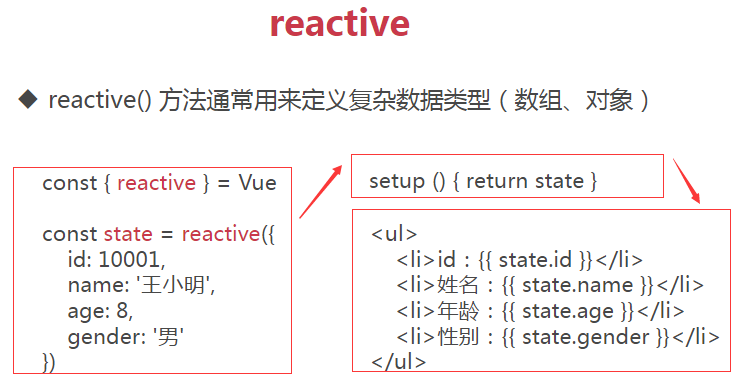 reactive
◆ reactive() 方法通常用来定义复杂数据类型（数组、对象）
const { reactive } = Vue
const state = reactive({
id: 10001,
name: '王小明',
age: 8,
gender: '男'
})
setup () { return state }
<ul>
<li>id：{{ state.id }}</li>
<li>姓名：{{ state.name }}</li>
<li>年龄：{{ state.age }}</li>
<li>性别：{{ state.gender }}</li>
</ul>